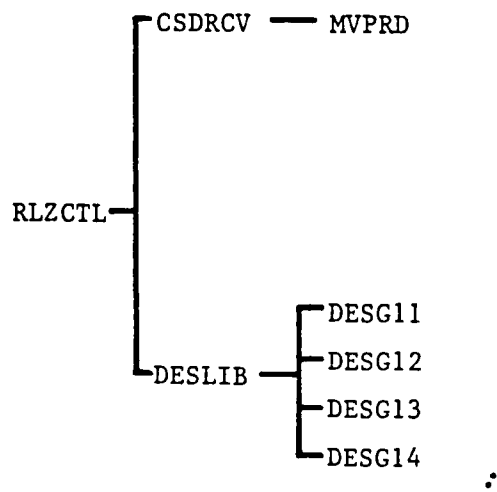 CSDRCV MVPRD
RLZCTL
DESG11
DESG12
DESLIB
DESG13
DESG14